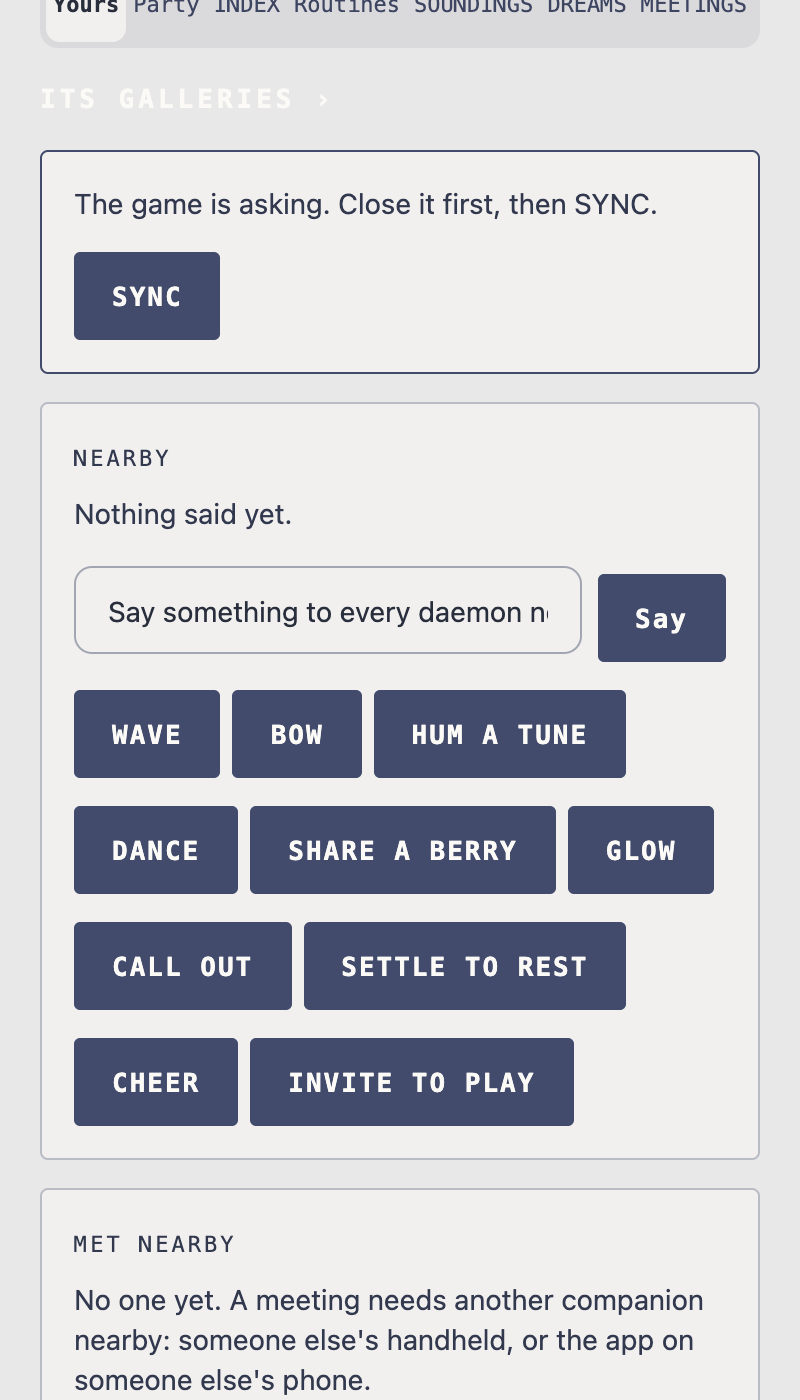 Yours Party INDEX Routines SOUNDINGS DREAMS MEETINGS
ITS GALLERIES ›
The game is asking. Close it first, then SYNC.
SYNC
NEARBY
Nothing said yet.
Say something to every daemon
Say
WAVE BOW HUM A TUNE
DANCE SHARE A BERRY GLOW
CALL OUT SETTLE TO REST
CHEER INVITE TO PLAY
MET NEARBY
No one yet. A meeting needs another companion
nearby: someone else's handheld, or the app on
someone else's phone.